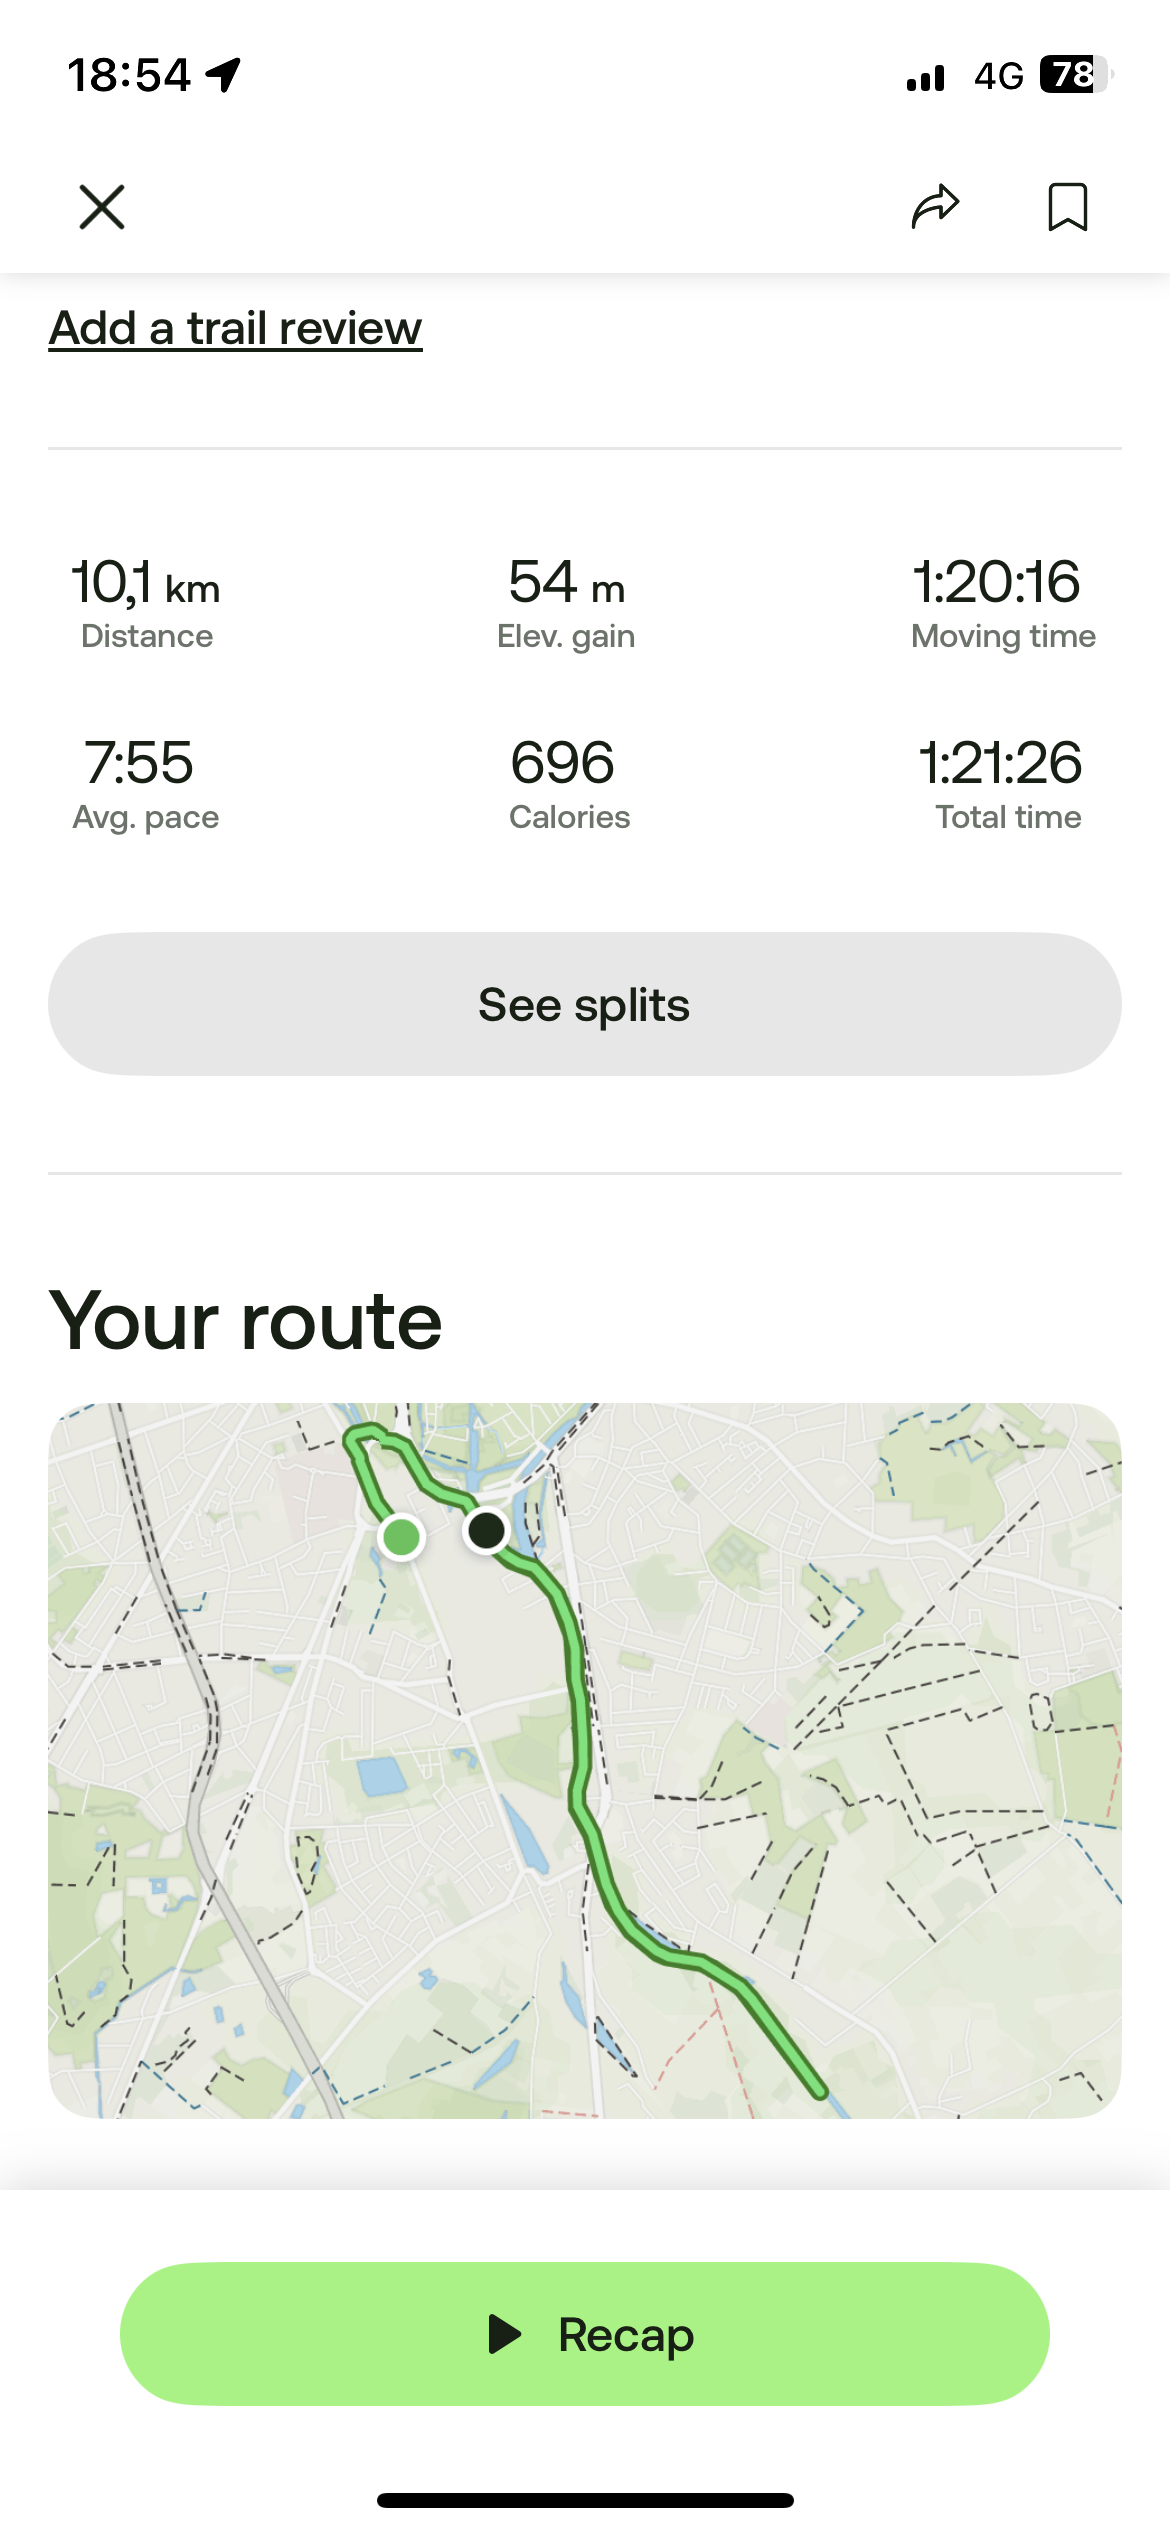 18:54 4G 78
Add a trail review
10,1 km 54 m 1:20:16
Distance Elev. gain Moving time
7:55 696 1:21:26
Avg. pace Calories Total time
See splits
Your route
Recap